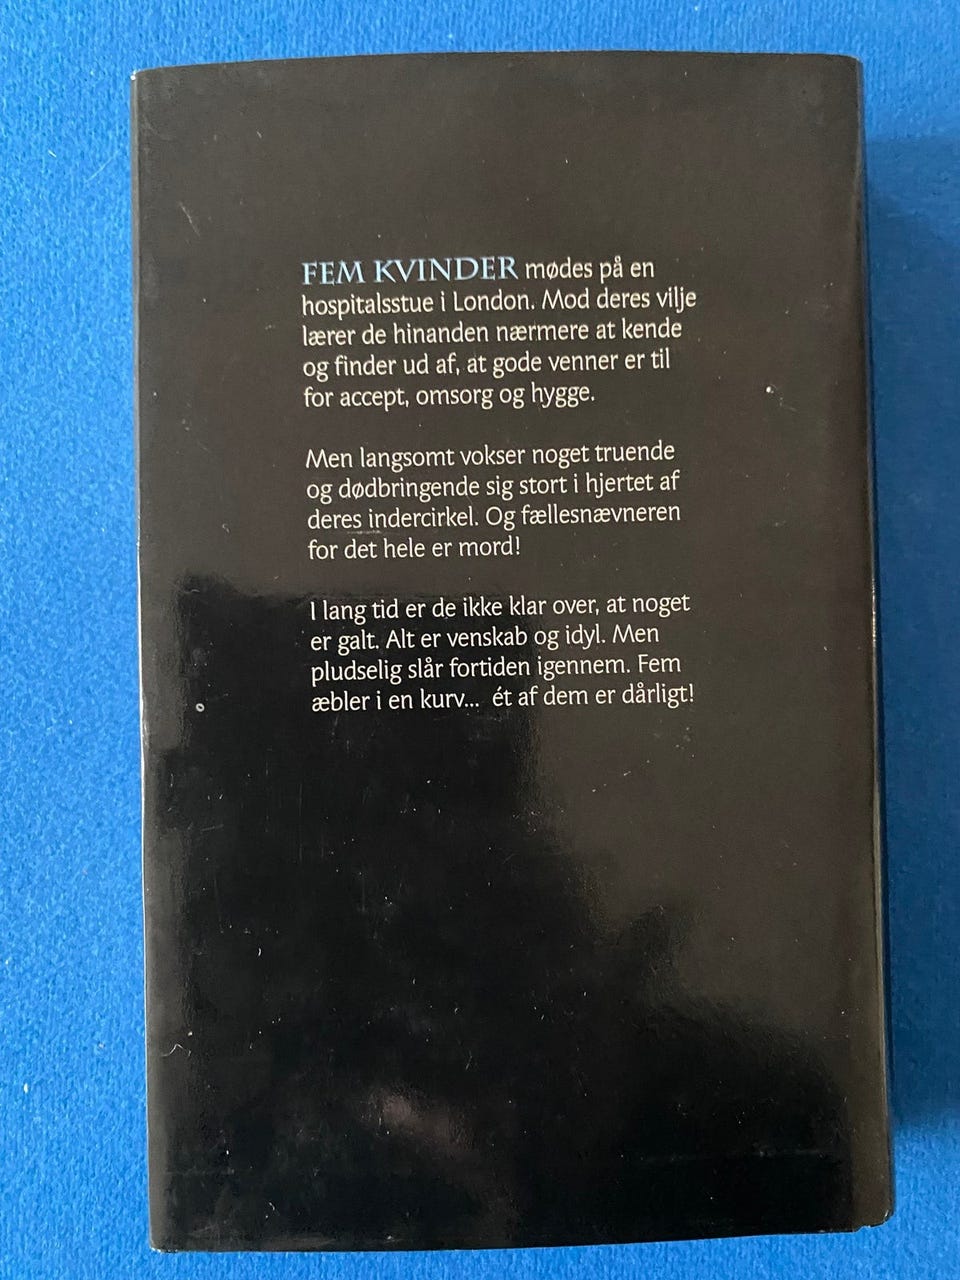 FEM KVINDER mødes på en
hospitalsstue i London. Mod deres vilje
lærer de hinanden nærmere at kende
og finder ud af, at gode venner er til
for accept, omsorg og hygge.
Men langsomt vokser noget truende
og dødbringende sig stort i hjertet af
deres indercirkel. Og fællesnævneren
for det hele er mord!
I lang tid er de ikke klar over, at noget
er galt. Alt er venskab og idyl. Men
pludselig slår fortiden igennem. Fem
æbler i en kurv... ét af dem er dårligt!